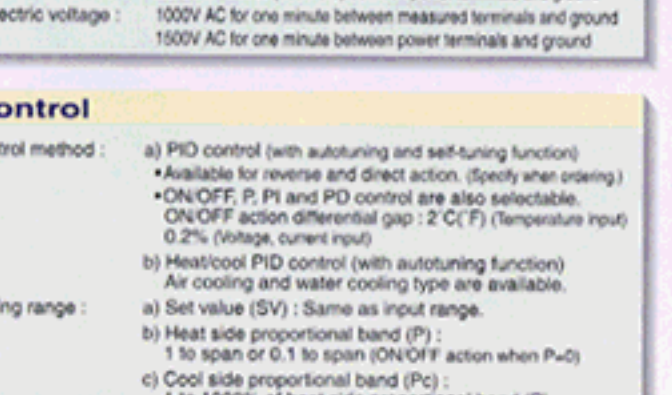 ectric voltage : 1000V AC for one minute between measured terminals and ground
1500V AC for one minute between power terminals and ground
ontrol
trol method : a) PID control (with autotuning and self-tuning function)
•Available for reverse and direct action. (Specify when ordering.)
•ON/OFF, P, PI and PD control are also selectable.
ON/OFF action differential gap : 2°C(°F) (Temperature input)
0.2% (Voltage, current input)
b) Heat/cool PID control (with autotuning function)
Air cooling and water cooling type are available.
ing range : a) Set value (SV) : Same as input range.
b) Heat side proportional band (P) :
1 to span or 0.1 to span (ON/OFF action when P=0)
c) Cool side proportional band (Pc) :